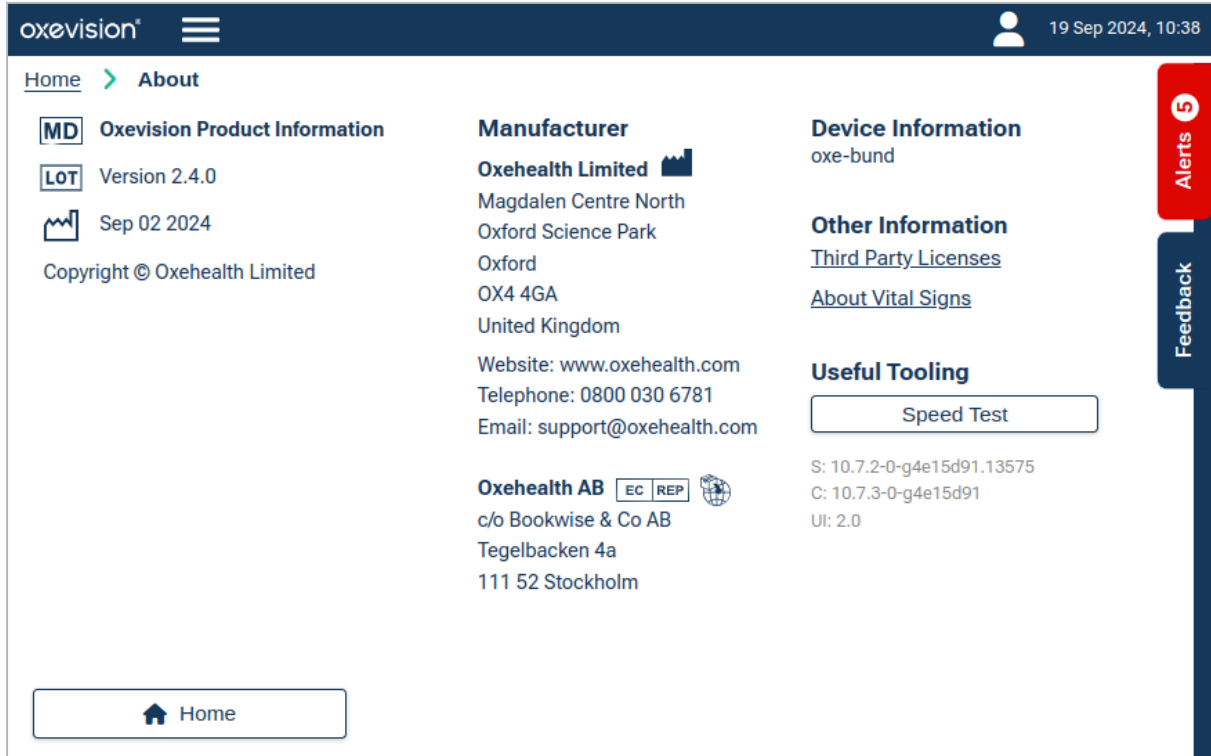 oxevision®
19 Sep 2024, 10:38
Home > About
MD Oxevision Product Information
LOT Version 2.4.0
Sep 02 2024
Copyright © Oxehealth Limited
Manufacturer
Oxehealth Limited
Magdalen Centre North
Oxford Science Park
Oxford
OX4 4GA
United Kingdom
Website: www.oxehealth.com
Telephone: 0800 030 6781
Email: support@oxehealth.com
Oxehealth AB EC REP
c/o Bookwise & Co AB
Tegelbacken 4a
111 52 Stockholm
Device Information
oxe-bund
Other Information
Third Party Licenses
About Vital Signs
Useful Tooling
Speed Test
S: 10.7.2-0-g4e15d91.13575
C: 10.7.3-0-g4e15d91
UI: 2.0
Alerts 5
Feedback
Home